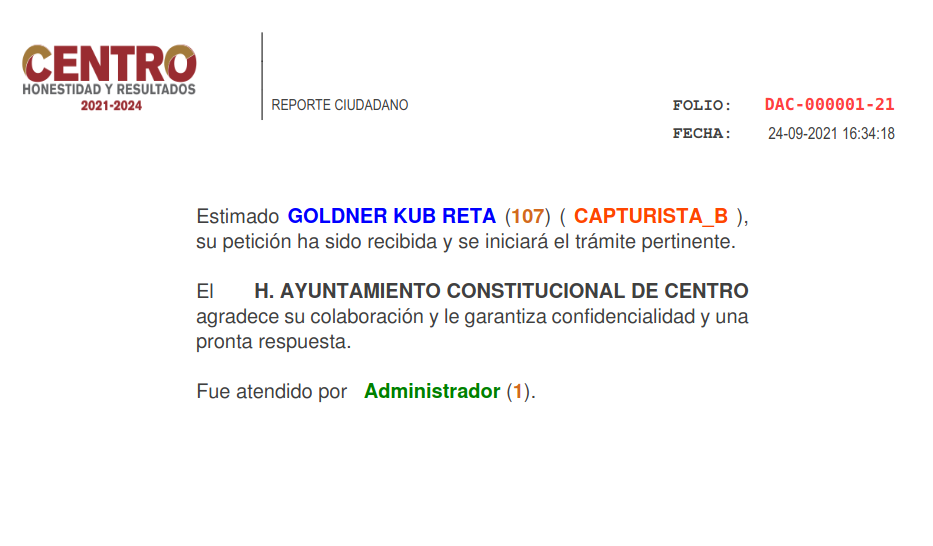 CENTRO
HONESTIDAD Y RESULTADOS
2021-2024
REPORTE CIUDADANO
FOLIO: DAC-000001-21
FECHA: 24-09-2021 16:34:18
Estimado GOLDNER KUB RETA (107) ( CAPTURISTA_B ),
su petición ha sido recibida y se iniciará el trámite pertinente.
El H. AYUNTAMIENTO CONSTITUCIONAL DE CENTRO
agradece su colaboración y le garantiza confidencialidad y una
pronta respuesta.
Fue atendido por Administrador (1).